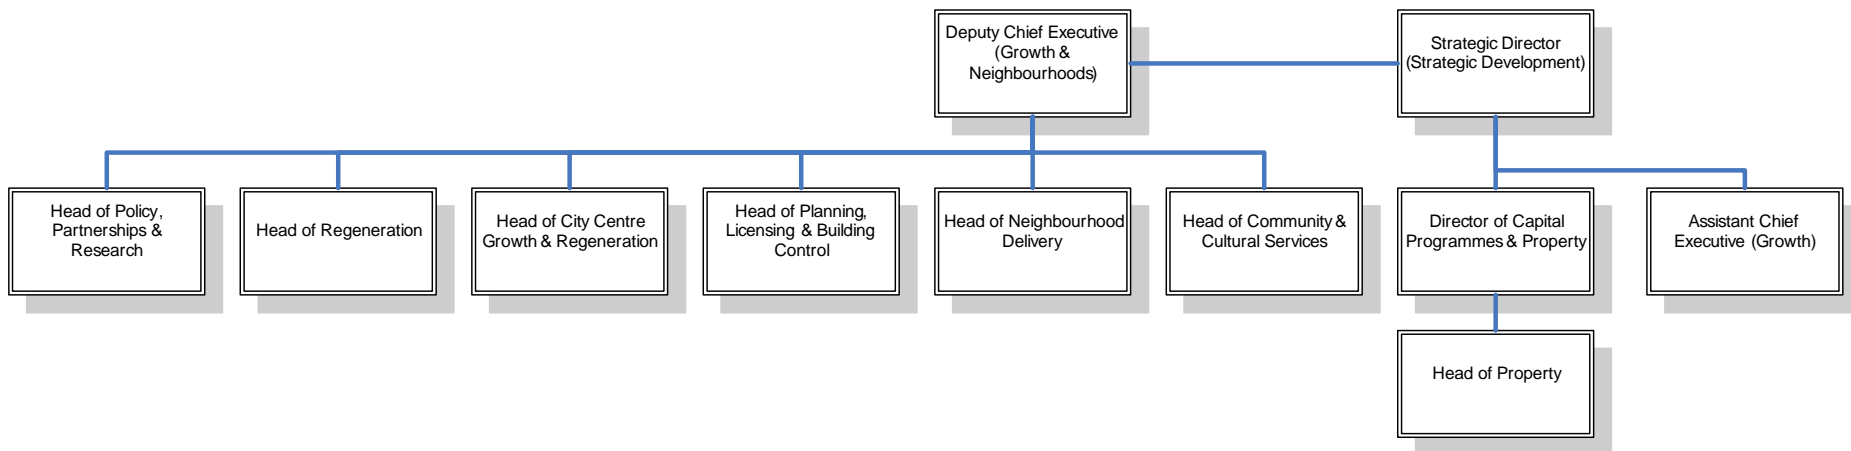 Deputy Chief Executive
(Growth &
Neighbourhoods)
Strategic Director
(Strategic Development)
Head of Policy,
Partnerships &
Research
Head of Regeneration
Head of City Centre
Growth & Regeneration
Head of Planning,
Licensing & Building
Control
Head of Neighbourhood
Delivery
Head of Community &
Cultural Services
Director of Capital
Programmes & Property
Assistant Chief
Executive (Growth)
Head of Property